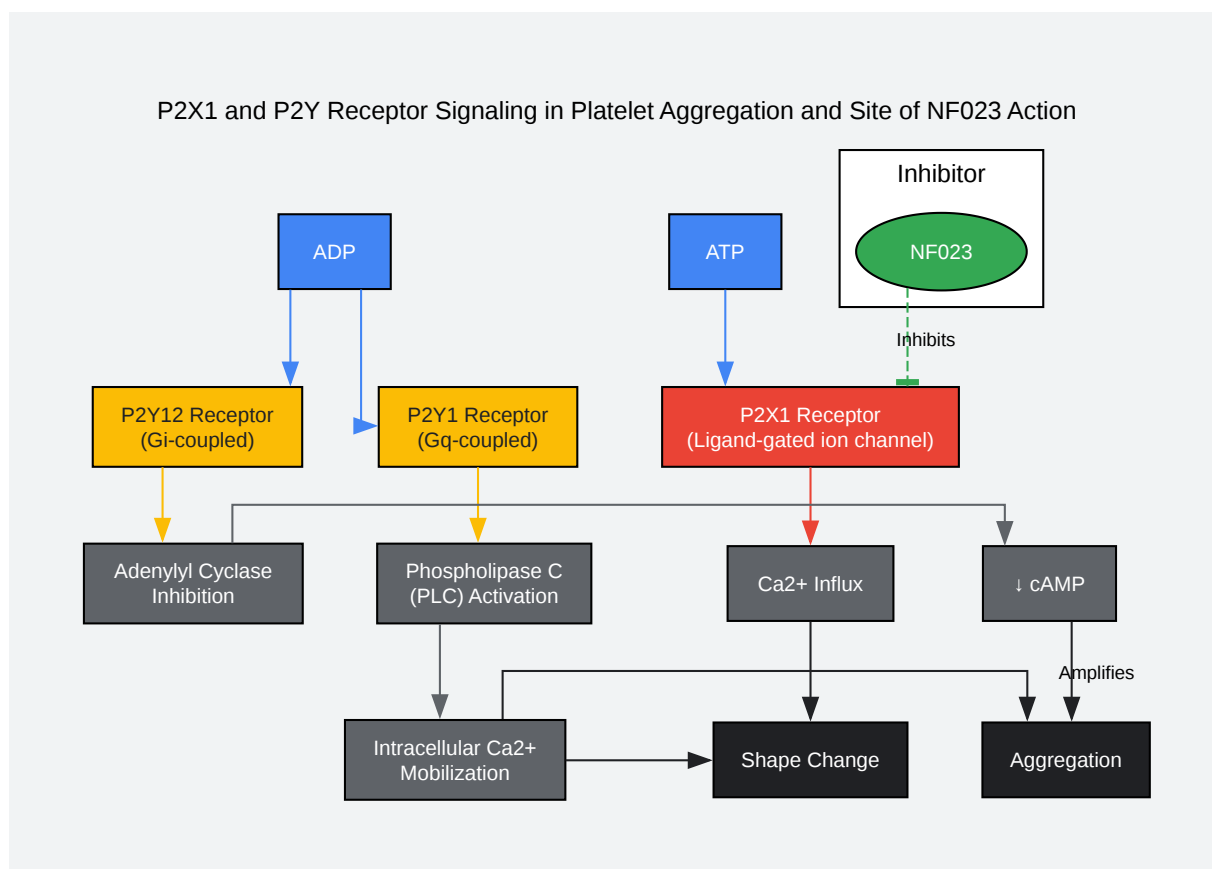 P2X1 and P2Y Receptor Signaling in Platelet Aggregation and Site of NF023 Action
Inhibitor
ADP
ATP
NF023
Inhibits
P2Y12 Receptor
(Gi-coupled)
P2Y1 Receptor
(Gq-coupled)
P2X1 Receptor
(Ligand-gated ion channel)
Adenylyl Cyclase
Inhibition
Phospholipase C
(PLC) Activation
Ca2+ Influx
↓ cAMP
Amplifies
Intracellular Ca2+
Mobilization
Shape Change
Aggregation